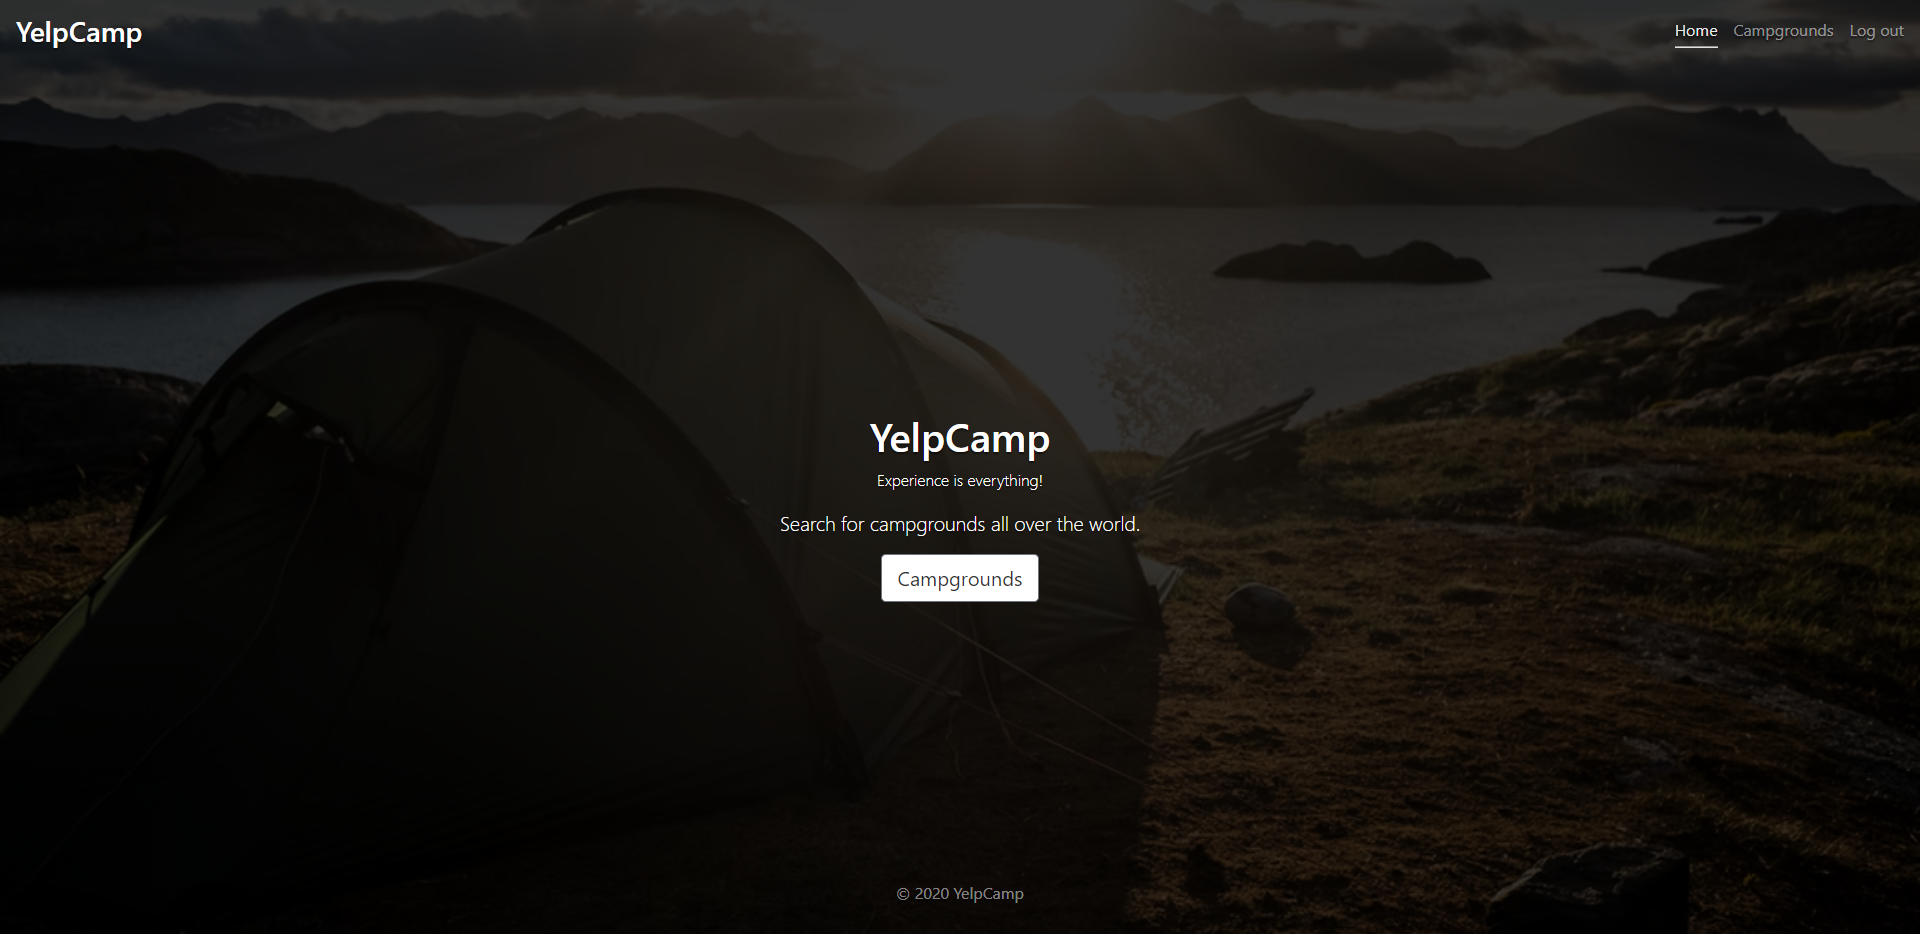 YelpCamp
Home Campgrounds Log out
YelpCamp
Experience is everything!
Search for campgrounds all over the world.
Campgrounds
© 2020 YelpCamp